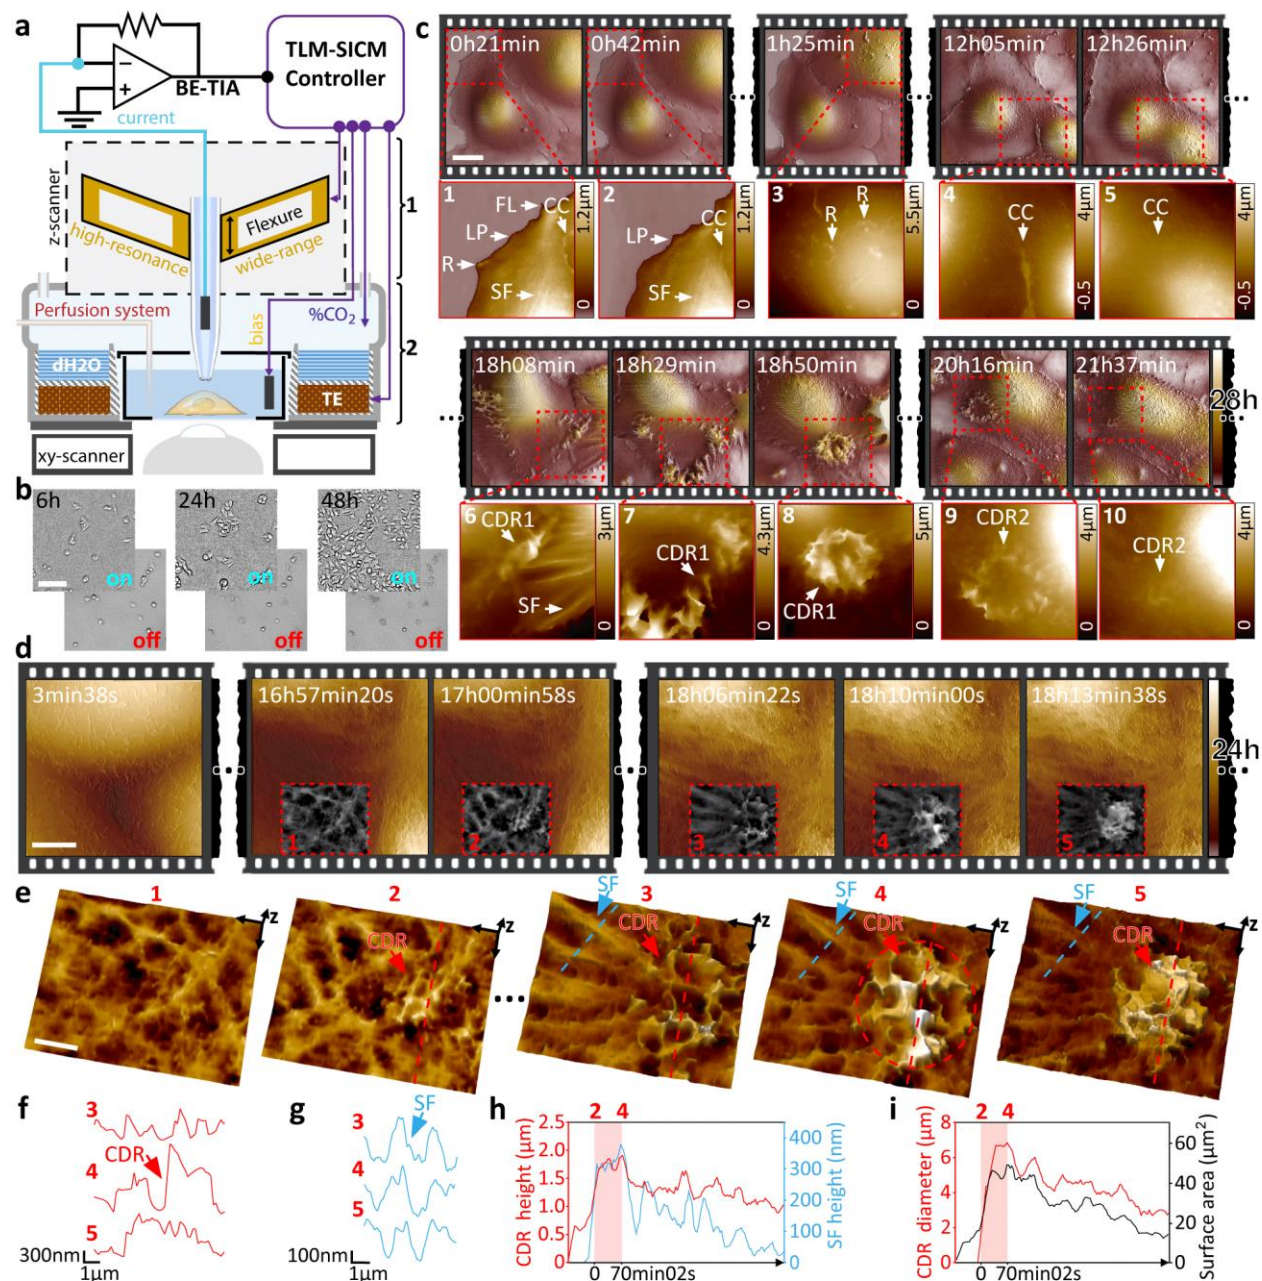 a
BE-TIA
current
TLM-SICM
Controller
z-scanner
high-resonance
Flexure
wide-range
1
Perfusion system
bias
%CO₂
2
dH2O
TE
xy-scanner
b
6h
on
off
24h
on
off
48h
on
off
c
0h21min
0h42min
1h25min
12h05min
12h26min
1
FL
CC
LP
R
SF
1.2µm
0
2
CC
LP
SF
1.2µm
0
3
R
R
5.5µm
0
4
CC
4µm
-0.5
5
CC
4µm
-0.5
18h08min
18h29min
18h50min
20h16min
21h37min
28h
6
CDR1
SF
3µm
0
7
CDR1
4.3µm
0
8
CDR1
5µm
0
9
CDR2
4µm
0
10
CDR2
4µm
0
d
3min38s
16h57min20s
17h00min58s
18h06min22s
18h10min00s
18h13min38s
24h
1
2
3
4
5
e
1
2
3
4
5
z
CDR
z
SF
CDR
z
SF
CDR
z
SF
CDR
z
f
3
CDR
4
5
300nm
1µm
g
SF
3
4
5
100nm
1µm
h
2 4
CDR height (µm)
2.5
2.0
1.5
1.0
0.5
0
SF height (nm)
400
300
200
100
0
0 70min02s
i
2 4
CDR diameter (µm)
8
6
4
2
0
Surface area (µm²)
60
40
20
0
0 70min02s